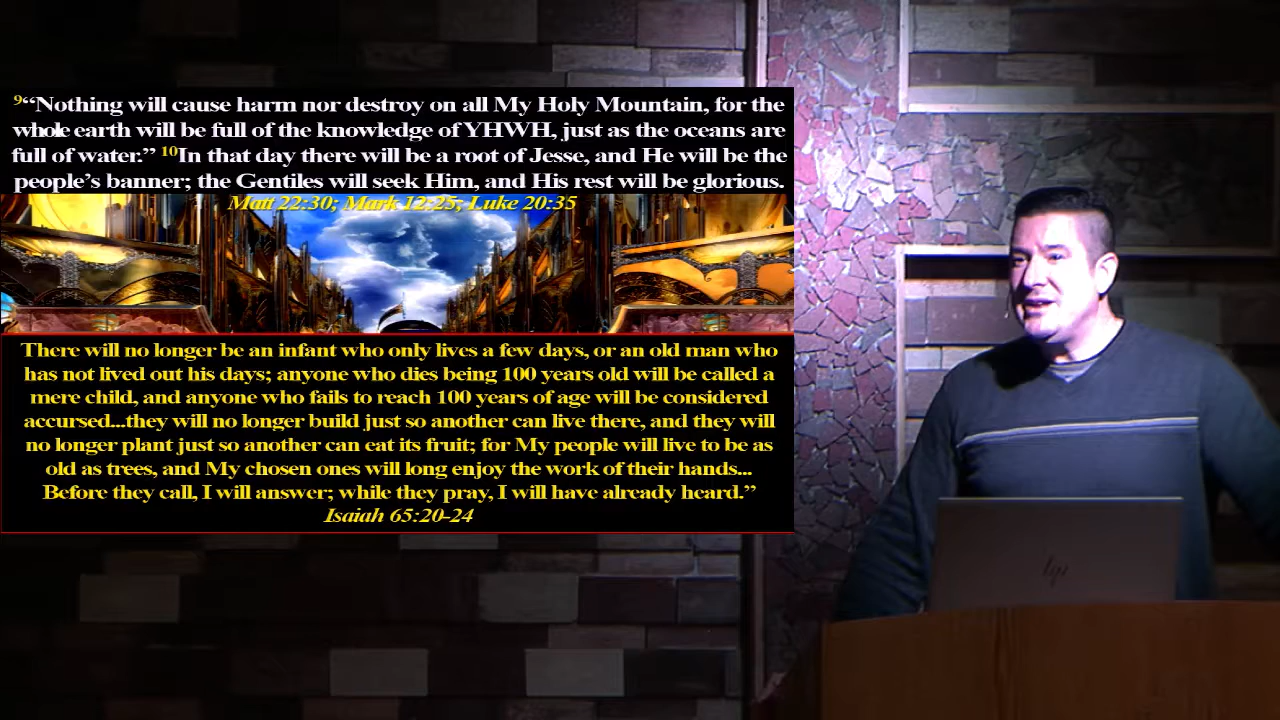 9“Nothing will cause harm nor destroy on all My Holy Mountain, for the
whole earth will be full of the knowledge of YHWH, just as the oceans are
full of water.” 10In that day there will be a root of Jesse, and He will be the
people’s banner; the Gentiles will seek Him, and His rest will be glorious.
Matt 22:30; Mark 12:25; Luke 20:35
There will no longer be an infant who only lives a few days, or an old man who
has not lived out his days; anyone who dies being 100 years old will be called a
mere child, and anyone who fails to reach 100 years of age will be considered
accursed...they will no longer build just so another can live there, and they will
no longer plant just so another can eat its fruit; for My people will live to be as
old as trees, and My chosen ones will long enjoy the work of their hands...
Before they call, I will answer; while they pray, I will have already heard.”
Isaiah 65:20-24
hp